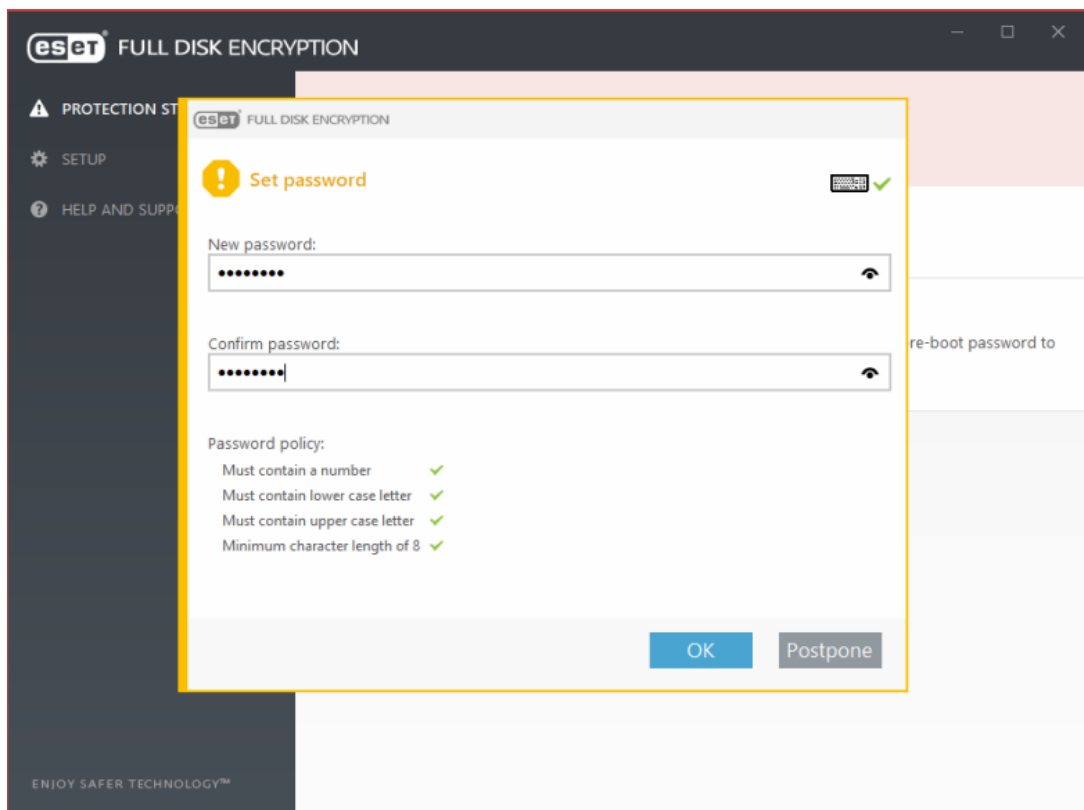 eset FULL DISK ENCRYPTION
PROTECTION ST
SETUP
HELP AND SUPPO
eset FULL DISK ENCRYPTION
Set password
New password:
••••••••
Confirm password:
••••••••
re-boot password to
Password policy:
Must contain a number
Must contain lower case letter
Must contain upper case letter
Minimum character length of 8
OK
Postpone
ENJOY SAFER TECHNOLOGY™